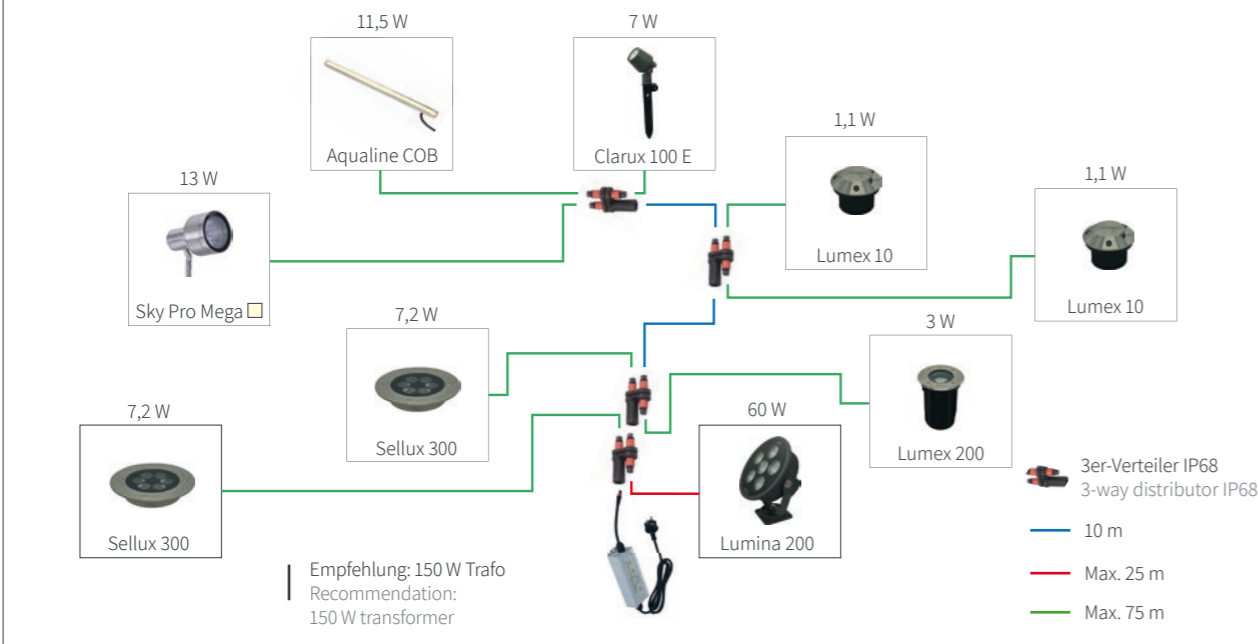 11,5 W
Aqualine COB
7 W
Clarux 100 E
1,1 W
Lumex 10
1,1 W
Lumex 10
13 W
Sky Pro Mega
7,2 W
Sellux 300
3 W
Lumex 200
7,2 W
Sellux 300
60 W
Lumina 200
Empfehlung: 150 W Trafo
Recommendation:
150 W transformer
3er-Verteiler IP68
3-way distributor IP68
10 m
Max. 25 m
Max. 75 m